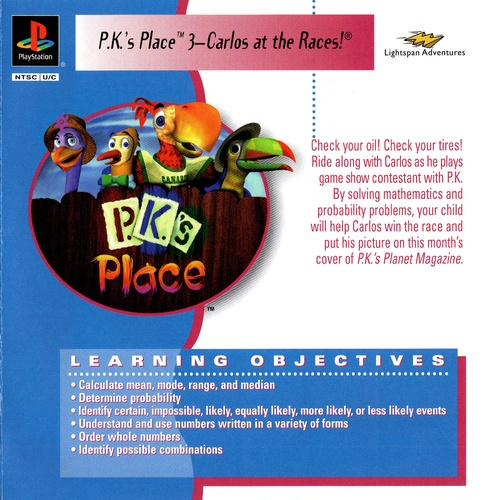 PlayStation
NTSC U/C
P.K.'s Place™ 3–Carlos at the Races!®
Lightspan Adventures
CANARY
P.K.'s
Place
TM
Check your oil! Check your tires!
Ride along with Carlos as he plays
game show contestant with P.K.
By solving mathematics and
probability problems, your child
will help Carlos win the race and
put his picture on this month's
cover of P.K.'s Planet Magazine.
LEARNING OBJECTIVES
• Calculate mean, mode, range, and median
• Determine probability
• Identify certain, impossible, likely, equally likely, more likely, or less likely events
• Understand and use numbers written in a variety of forms
• Order whole numbers
• Identify possible combinations